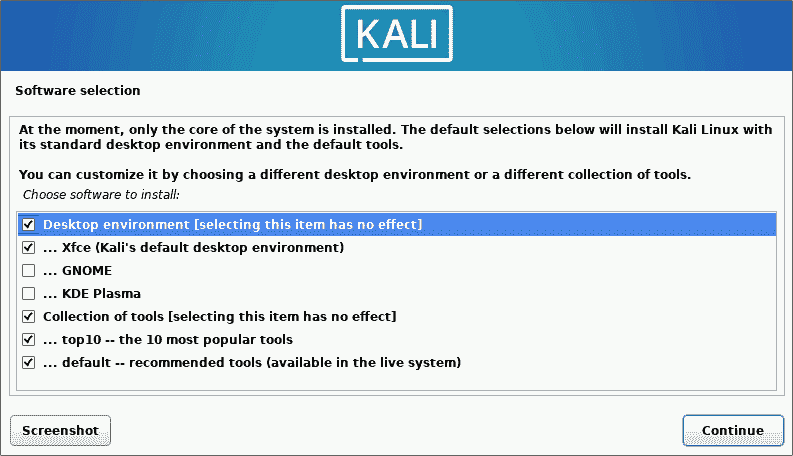 KALI
Software selection
At the moment, only the core of the system is installed. The default selections below will install Kali Linux with
its standard desktop environment and the default tools.
You can customize it by choosing a different desktop environment or a different collection of tools.
Choose software to install:
Desktop environment [selecting this item has no effect]
... Xfce (Kali's default desktop environment)
... GNOME
... KDE Plasma
Collection of tools [selecting this item has no effect]
... top10 -- the 10 most popular tools
... default -- recommended tools (available in the live system)
Screenshot
Continue